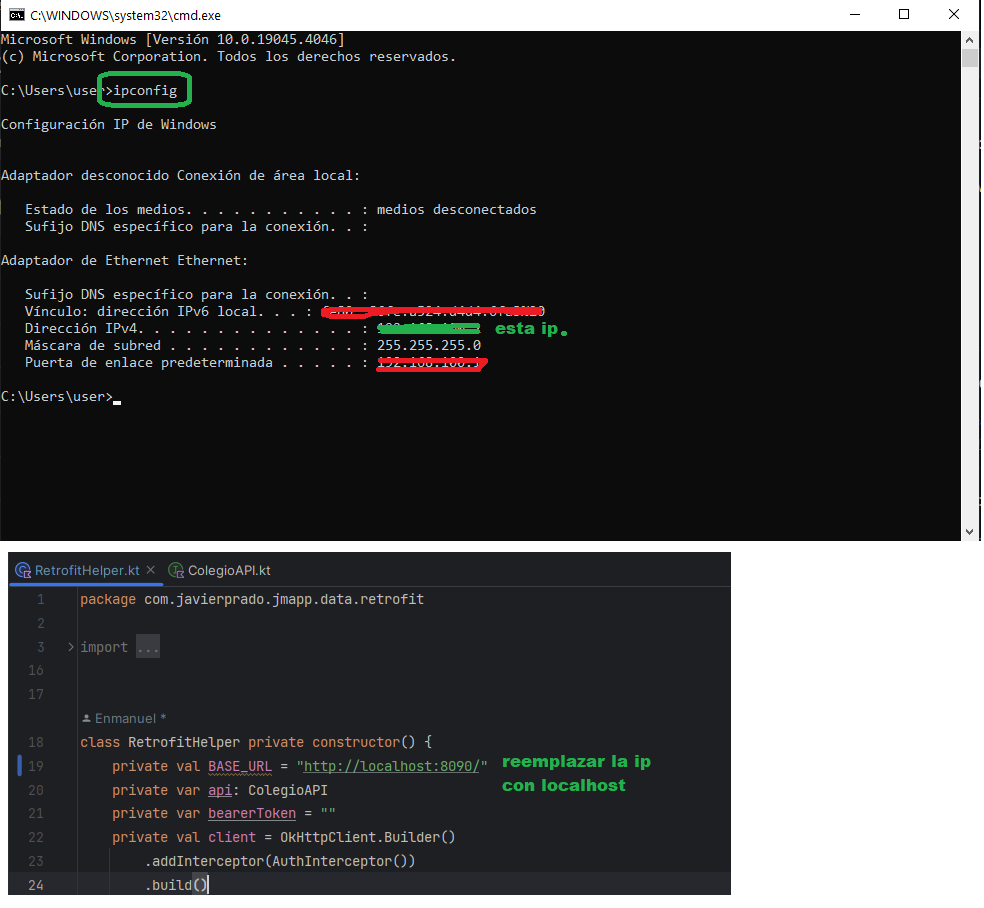 C:\WINDOWS\system32\cmd.exe
Microsoft Windows [Versión 10.0.19045.4046]
(c) Microsoft Corporation. Todos los derechos reservados.
C:\Users\user>ipconfig
Configuración IP de Windows
Adaptador desconocido Conexión de área local:
Estado de los medios. . . . . . . . . . . : medios desconectados
Sufijo DNS específico para la conexión. . :
Adaptador de Ethernet Ethernet:
Sufijo DNS específico para la conexión. . :
Vínculo: dirección IPv6 local. . . :
Dirección IPv4. . . . . . . . . . . . . . : esta ip.
Máscara de subred . . . . . . . . . . . . : 255.255.255.0
Puerta de enlace predeterminada . . . . . :
C:\Users\user>
RetrofitHelper.kt ColegioAPI.kt
1 package com.javierprado.jmapp.data.retrofit
2
3 import ...
16
17
Enmanuel *
18 class RetrofitHelper private constructor() {
19 private val BASE_URL = "http://localhost:8090/" reemplazar la ip
con localhost
20 private var api: ColegioAPI
21 private var bearerToken = ""
22 private val client = OkHttpClient.Builder()
23 .addInterceptor(AuthInterceptor())
24 .build()